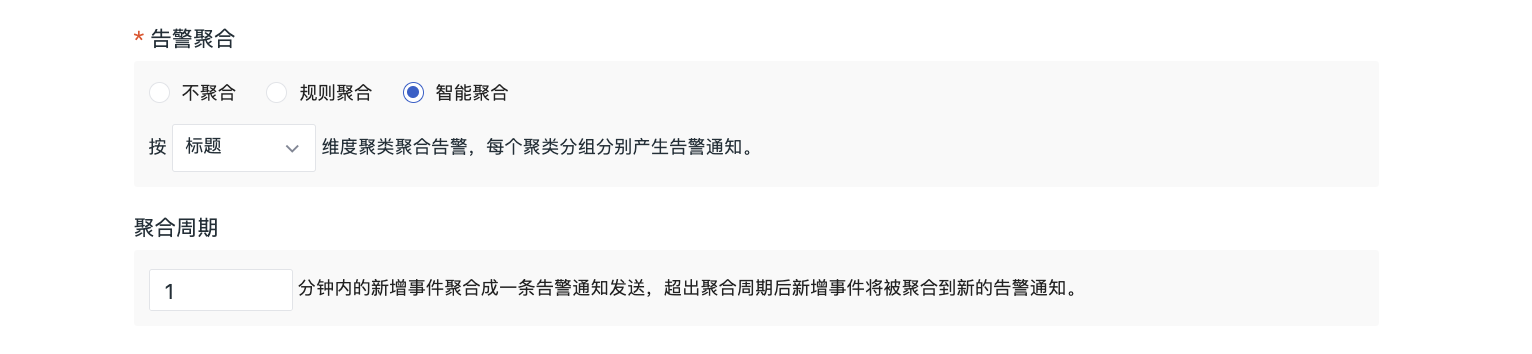 * 告警聚合
不聚合 规则聚合 智能聚合
按 标题 维度聚类聚合告警，每个聚类分组分别产生告警通知。
聚合周期
1 分钟内的新增事件聚合成一条告警通知发送，超出聚合周期后新增事件将被聚合到新的告警通知。